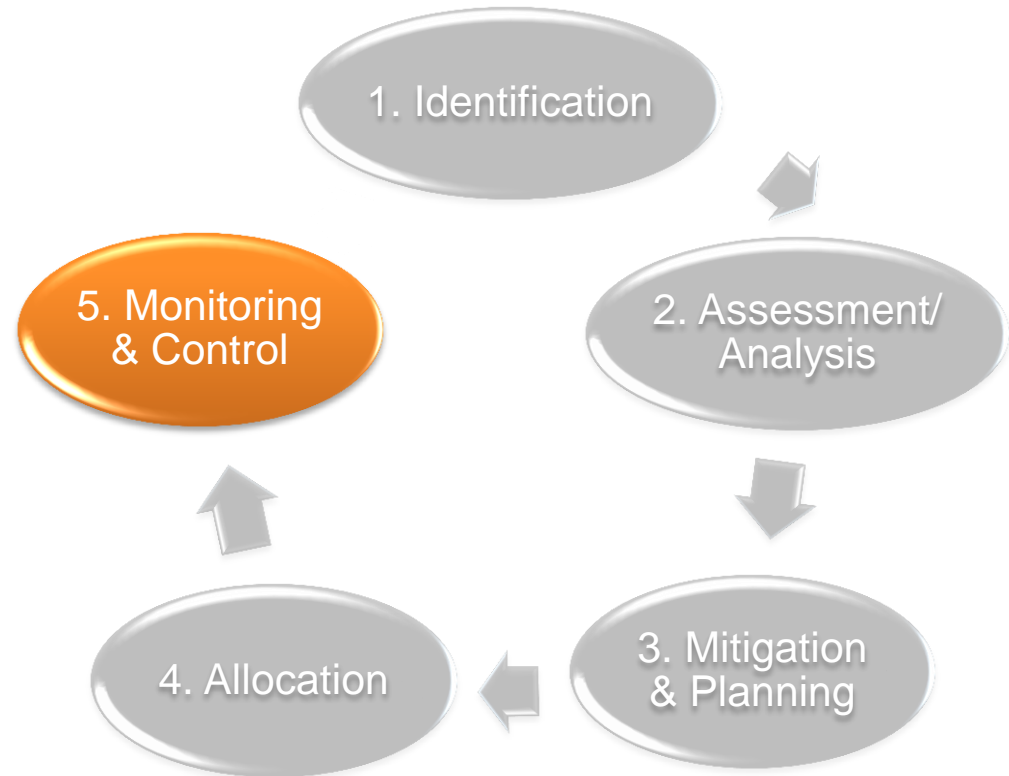 1. Identification
2. Assessment/
Analysis
3. Mitigation
& Planning
4. Allocation
5. Monitoring
& Control